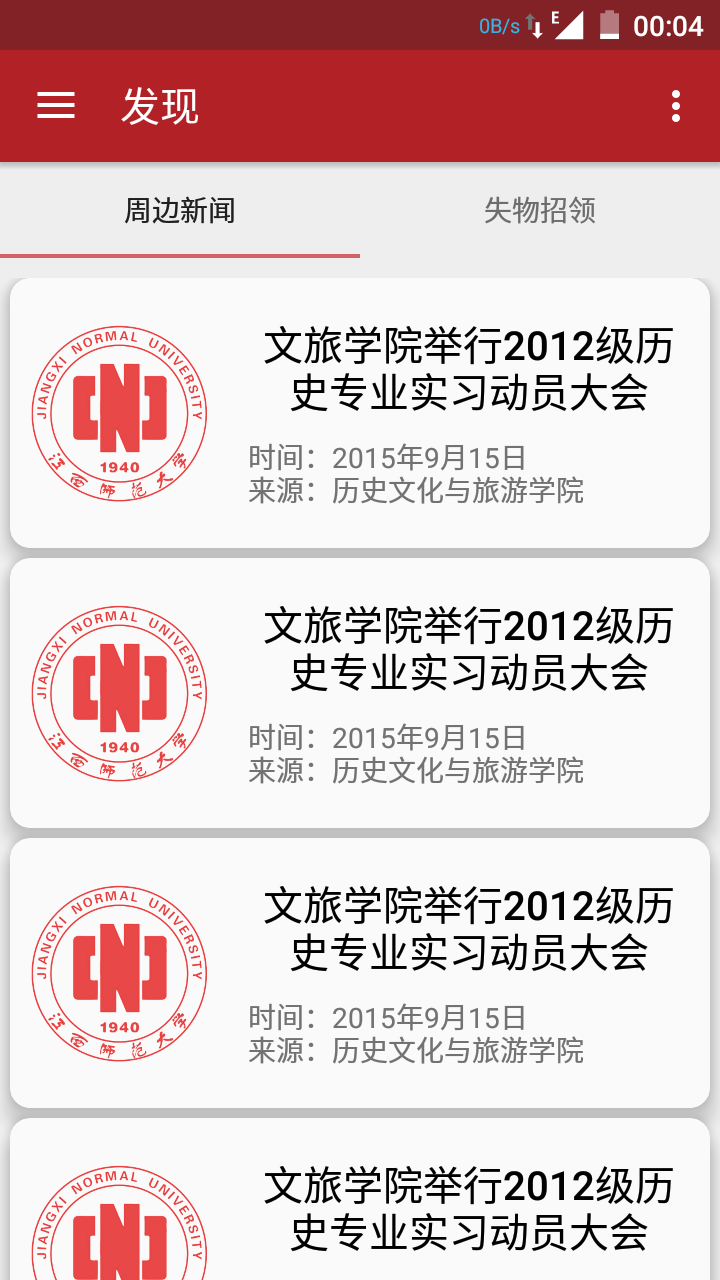 0B/s E 00:04
发现
周边新闻
失物招领
JIANGXI NORMAL UNIVERSITY
1940
江西师范大学
文旅学院举行2012级历
史专业实习动员大会
时间：2015年9月15日
来源：历史文化与旅游学院
JIANGXI NORMAL UNIVERSITY
1940
江西师范大学
文旅学院举行2012级历
史专业实习动员大会
时间：2015年9月15日
来源：历史文化与旅游学院
JIANGXI NORMAL UNIVERSITY
1940
江西师范大学
文旅学院举行2012级历
史专业实习动员大会
时间：2015年9月15日
来源：历史文化与旅游学院
JIANGXI NORMAL UNIVERSITY
文旅学院举行2012级历
史专业实习动员大会